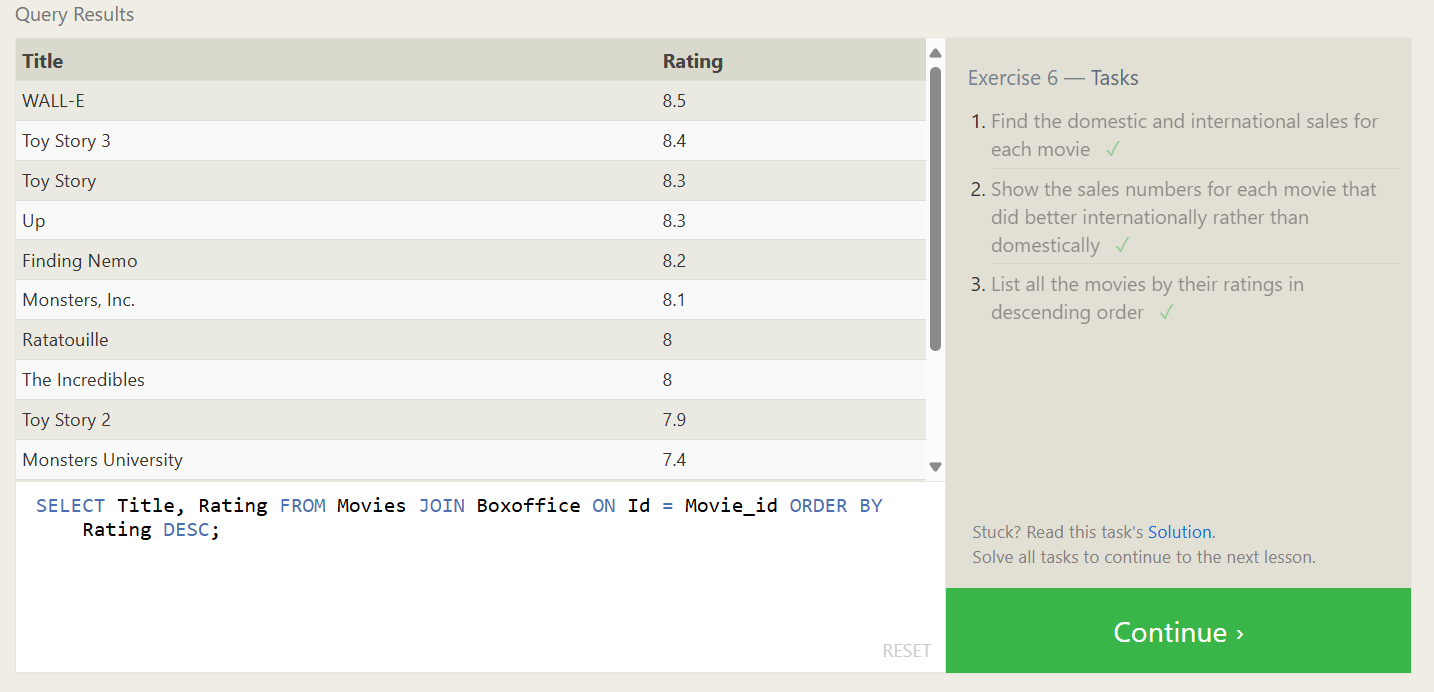 Query Results
Title Rating
WALL-E 8.5
Toy Story 3 8.4
Toy Story 8.3
Up 8.3
Finding Nemo 8.2
Monsters, Inc. 8.1
Ratatouille 8
The Incredibles 8
Toy Story 2 7.9
Monsters University 7.4
SELECT Title, Rating FROM Movies JOIN Boxoffice ON Id = Movie_id ORDER BY
Rating DESC;
RESET
Exercise 6 — Tasks
1. Find the domestic and international sales for
each movie ✓
2. Show the sales numbers for each movie that
did better internationally rather than
domestically ✓
3. List all the movies by their ratings in
descending order ✓
Stuck? Read this task's Solution.
Solve all tasks to continue to the next lesson.
Continue ›